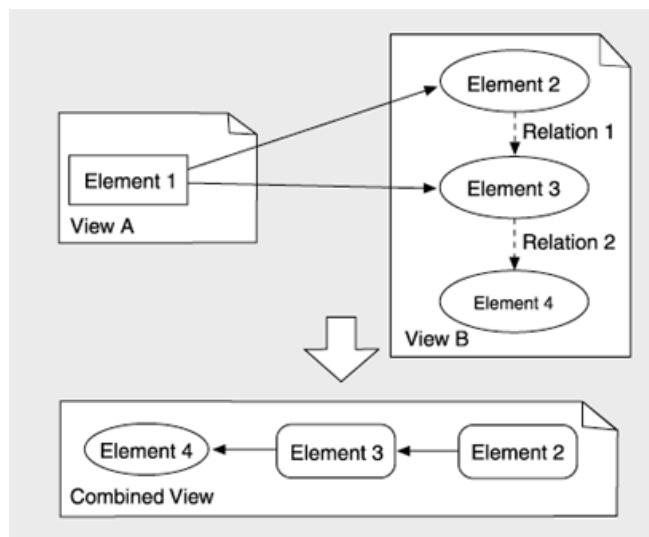 Element 1
View A
Element 2
Relation 1
Element 3
Relation 2
Element 4
View B
Element 4
Element 3
Element 2
Combined View